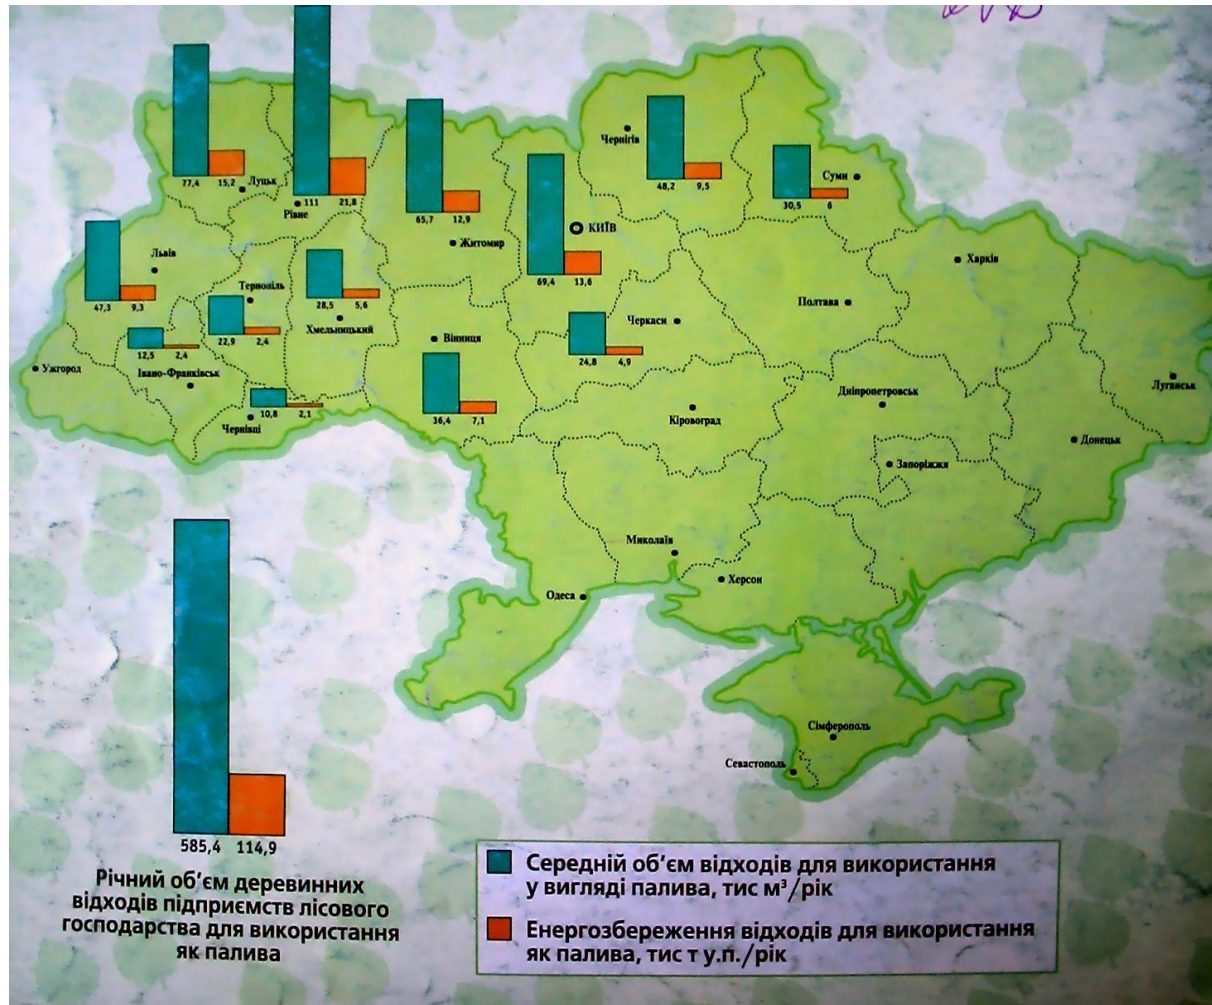 Чернігів
48,2 9,5
Суми
30,5 6
77,4 15,2
Луцьк
111 21,8
Рівне
65,7 12,9
Житомир
КИЇВ
69,4 13,6
Львів
47,3 9,3
Тернопіль
22,9 2,4
28,5 5,6
Хмельницький
12,5 2,4
Івано-Франківськ
Ужгород
10,8 2,1
Чернівці
Вінниця
36,4 7,1
Черкаси
24,8 4,9
Полтава
Харків
Луганськ
Дніпропетровськ
Кіровоград
Донецьк
Запоріжжя
Миколаїв
Херсон
Одеса
Сімферополь
Севастополь
585,4 114,9
Річний об'єм деревинних
відходів підприємств лісового
господарства для використання
як палива
Середній об'єм відходів для використання
у вигляді палива, тис м³/рік
Енергозбереження відходів для використання
як палива, тис т у.п./рік